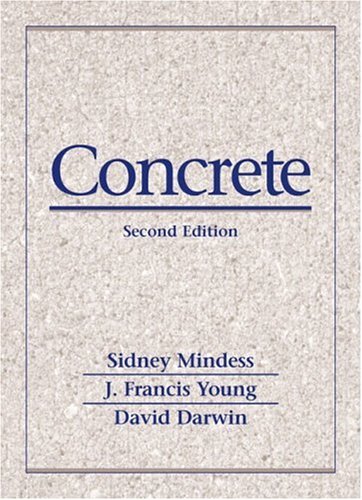 Concrete
Second Edition
Sidney Mindess
J. Francis Young
David Darwin